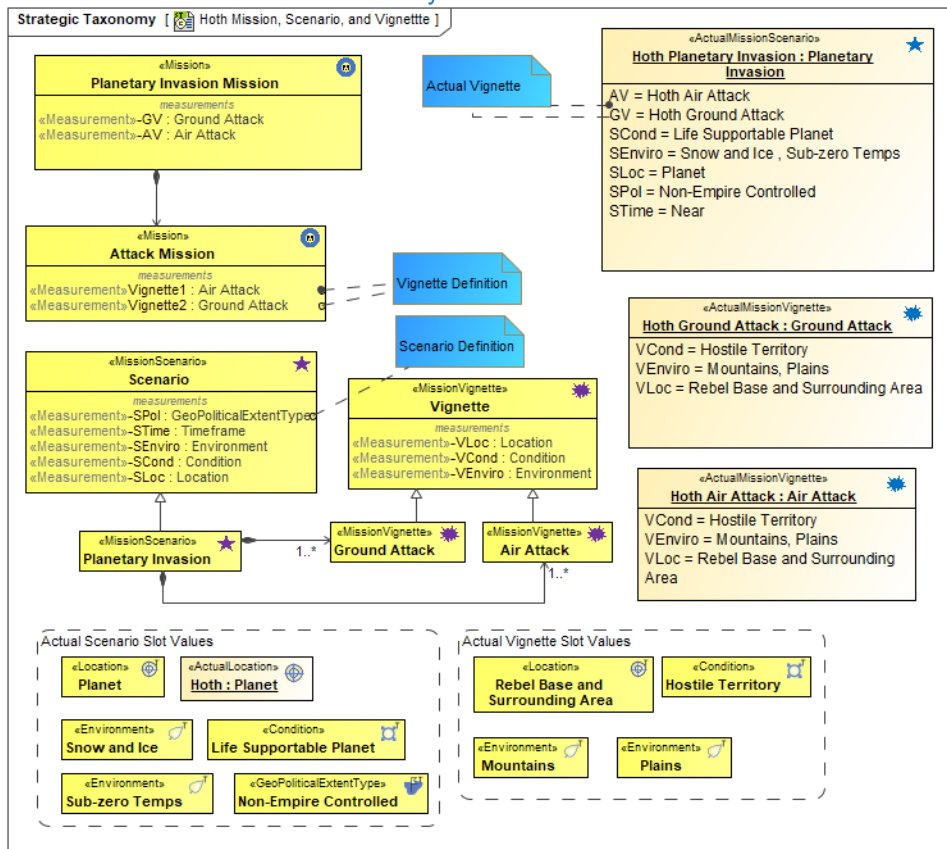 Strategic Taxonomy [ Hoth Mission, Scenario, and Vignettte ]
«Mission»
Planetary Invasion Mission
measurements
«Measurement»-GV : Ground Attack
«Measurement»-AV : Air Attack
Actual Vignette
«ActualMissionScenario»
Hoth Planetary Invasion : Planetary
Invasion
AV = Hoth Air Attack
GV = Hoth Ground Attack
SCond = Life Supportable Planet
SEnviro = Snow and Ice , Sub-zero Temps
SLoc = Planet
SPol = Non-Empire Controlled
STime = Near
«Mission»
Attack Mission
measurements
«Measurement»Vignette1 : Air Attack
«Measurement»Vignette2 : Ground Attack
Vignette Definition
Scenario Definition
«ActualMissionVignette»
Hoth Ground Attack : Ground Attack
VCond = Hostile Territory
VEnviro = Mountains, Plains
VLoc = Rebel Base and Surrounding Area
«MissionScenario»
Scenario
measurements
«Measurement»-SPol : GeoPoliticalExtentType
«Measurement»-STime : Timeframe
«Measurement»-SEnviro : Environment
«Measurement»-SCond : Condition
«Measurement»-SLoc : Location
«MissionVignette»
Vignette
measurements
«Measurement»-VLoc : Location
«Measurement»-VCond : Condition
«Measurement»-VEnviro : Environment
«ActualMissionVignette»
Hoth Air Attack : Air Attack
VCond = Hostile Territory
VEnviro = Mountains, Plains
VLoc = Rebel Base and Surrounding
Area
«MissionScenario»
Planetary Invasion
1..*
«MissionVignette»
Ground Attack
«MissionVignette»
Air Attack
1..*
Actual Scenario Slot Values
«Location»
Planet
«ActualLocation»
Hoth : Planet
«Environment»
Snow and Ice
«Condition»
Life Supportable Planet
«Environment»
Sub-zero Temps
«GeoPoliticalExtentType»
Non-Empire Controlled
Actual Vignette Slot Values
«Location»
Rebel Base and
Surrounding Area
«Condition»
Hostile Territory
«Environment»
Mountains
«Environment»
Plains